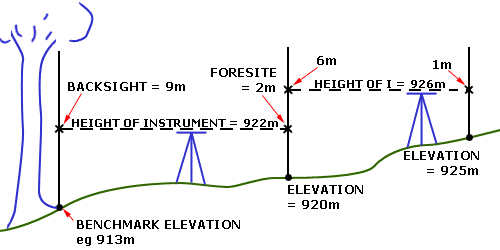 6m
1m
FORESITE
= 2m
BACKSIGHT = 9m
HEIGHT OF I = 926m
HEIGHT OF INSTRUMENT = 922m
ELEVATION
= 925m
ELEVATION
= 920m
BENCHMARK ELEVATION
eg 913m